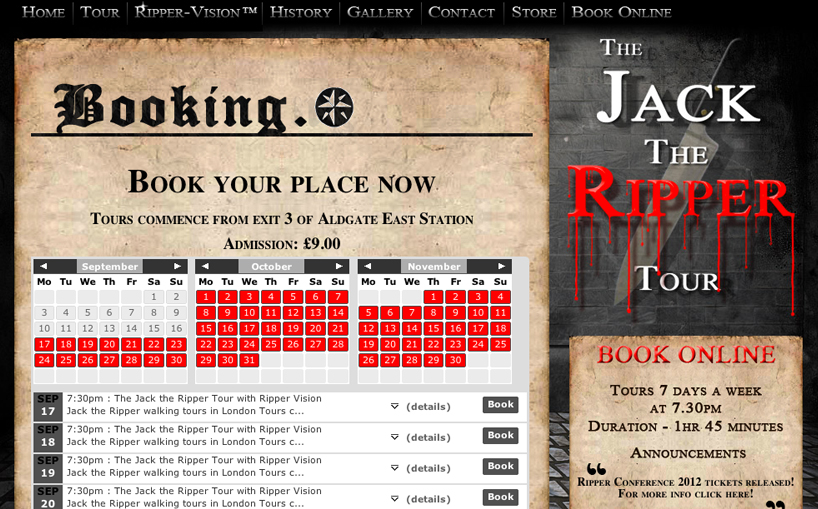 Home Tour Ripper-Vision™ History Gallery Contact Store Book Online
Booking.
Book your place now
Tours commence from exit 3 of Aldgate East Station
Admission: £9.00
September
Mo Tu We Th Fr Sa Su
1 2
3 4 5 6 7 8 9
10 11 12 13 14 15 16
17 18 19 20 21 22 23
24 25 26 27 28 29 30
October
Mo Tu We Th Fr Sa Su
1 2 3 4 5 6 7
8 9 10 11 12 13 14
15 16 17 18 19 20 21
22 23 24 25 26 27 28
29 30 31
November
Mo Tu We Th Fr Sa Su
1 2 3 4
5 6 7 8 9 10 11
12 13 14 15 16 17 18
19 20 21 22 23 24 25
26 27 28 29 30
SEP 17
7:30pm : The Jack the Ripper Tour with Ripper Vision
Jack the Ripper walking tours in London Tours c...
(details) Book
SEP 18
7:30pm : The Jack the Ripper Tour with Ripper Vision
Jack the Ripper walking tours in London Tours c...
(details) Book
SEP 19
7:30pm : The Jack the Ripper Tour with Ripper Vision
Jack the Ripper walking tours in London Tours c...
(details) Book
SEP 20
7:30pm : The Jack the Ripper Tour with Ripper Vision
Jack the Ripper walking tours in London Tours c...
(details) Book
The
Jack
The
Ripper
Tour
BOOK ONLINE
Tours 7 days a week
at 7.30pm
Duration - 1hr 45 minutes
Announcements
“Ripper Conference 2012 tickets released!
For more info click here!”